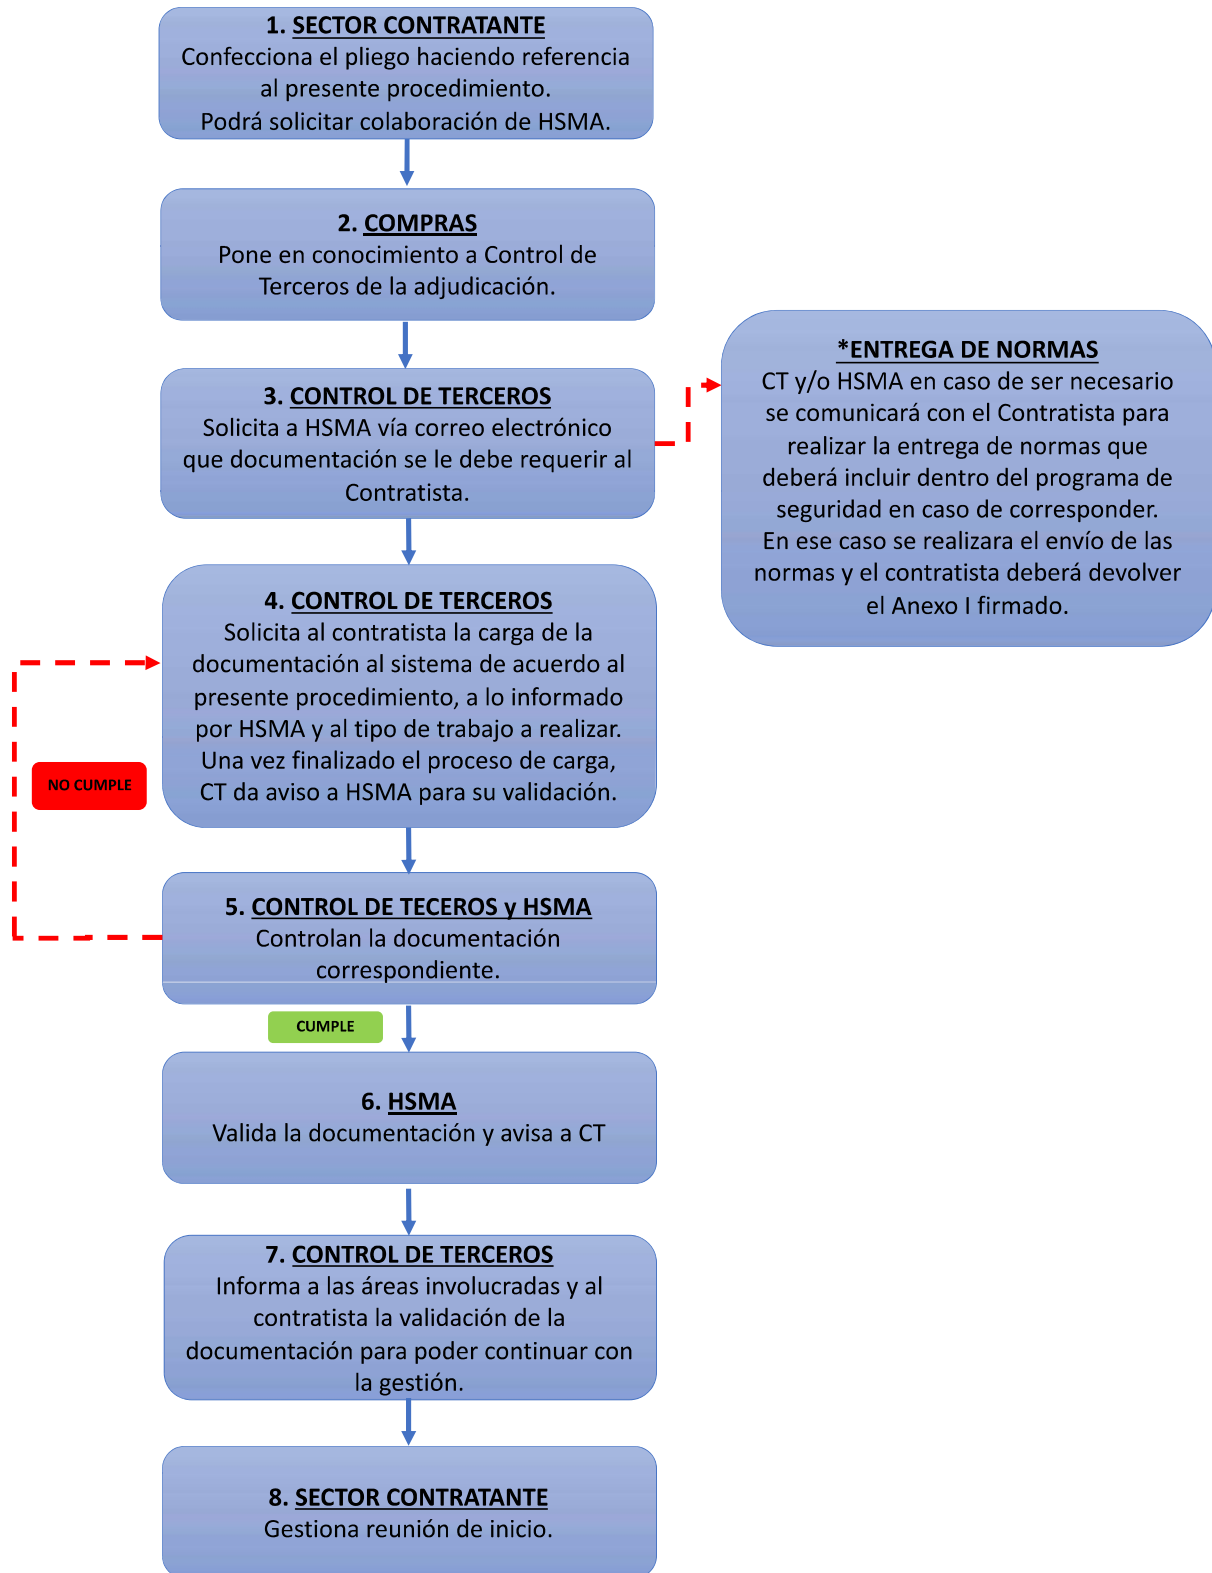 1. SECTOR CONTRATANTE
Confecciona el pliego haciendo referencia
al presente procedimiento.
Podrá solicitar colaboración de HSMA.
2. COMPRAS
Pone en conocimiento a Control de
Terceros de la adjudicación.
3. CONTROL DE TERCEROS
Solicita a HSMA vía correo electrónico
que documentación se le debe requerir al
Contratista.
*ENTREGA DE NORMAS
CT y/o HSMA en caso de ser necesario
se comunicará con el Contratista para
realizar la entrega de normas que
deberá incluir dentro del programa de
seguridad en caso de corresponder.
En ese caso se realizara el envío de las
normas y el contratista deberá devolver
el Anexo I firmado.
4. CONTROL DE TERCEROS
Solicita al contratista la carga de la
documentación al sistema de acuerdo al
presente procedimiento, a lo informado
por HSMA y al tipo de trabajo a realizar.
Una vez finalizado el proceso de carga,
CT da aviso a HSMA para su validación.
NO CUMPLE
5. CONTROL DE TECEROS y HSMA
Controlan la documentación
correspondiente.
CUMPLE
6. HSMA
Valida la documentación y avisa a CT
7. CONTROL DE TERCEROS
Informa a las áreas involucradas y al
contratista la validación de la
documentación para poder continuar con
la gestión.
8. SECTOR CONTRATANTE
Gestiona reunión de inicio.